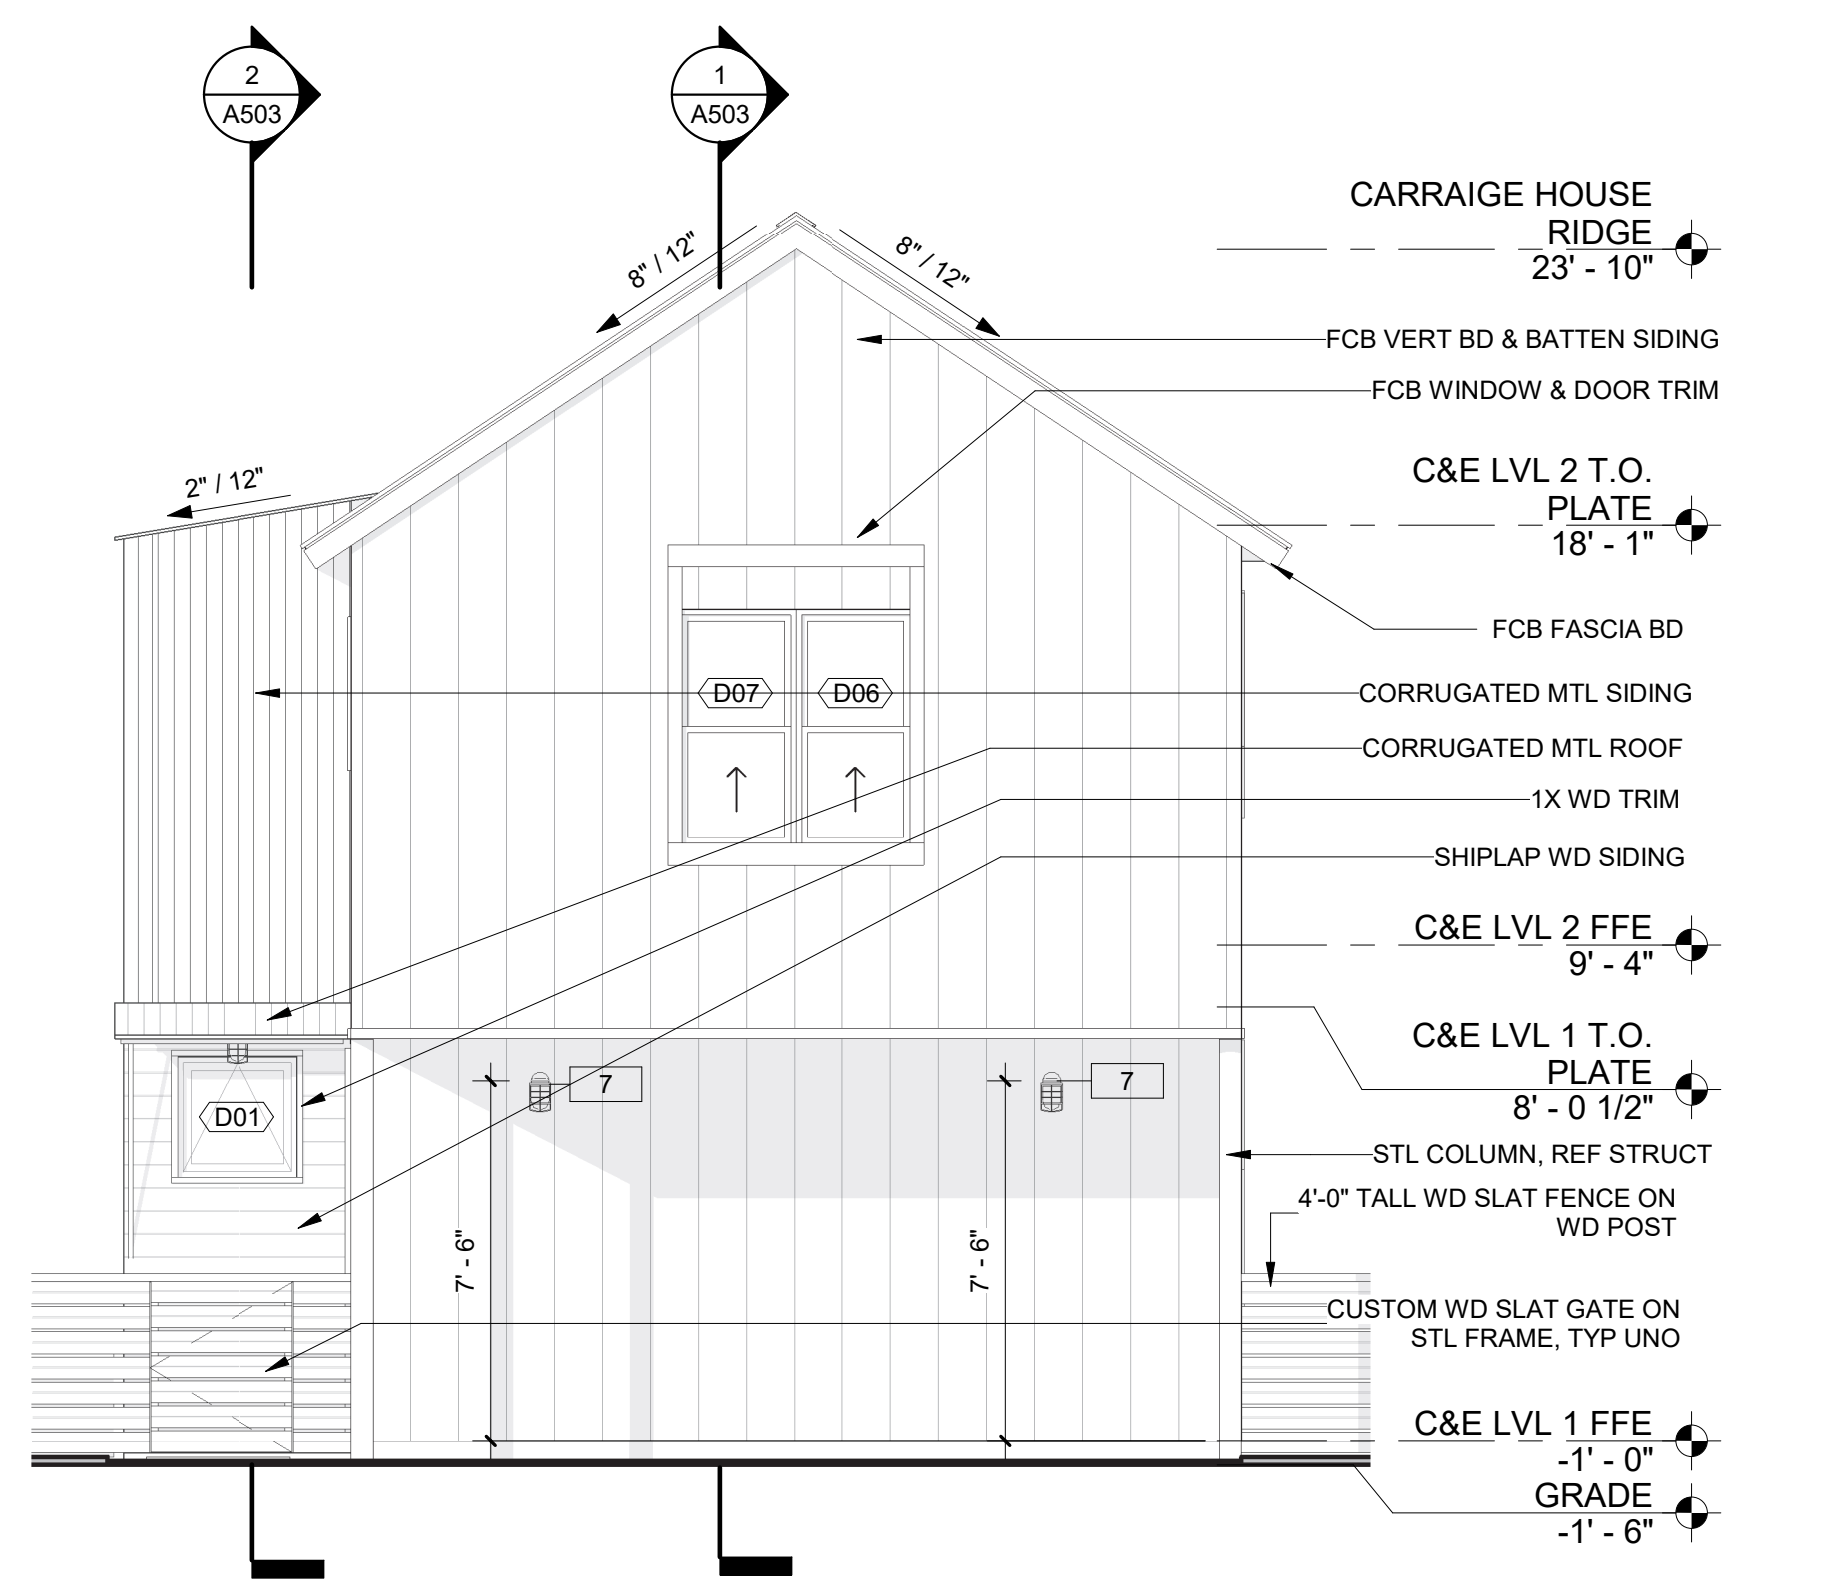 2
A503
1
A503
CARRAIGE HOUSE
RIDGE
23' - 10"
8" / 12"
8" / 12"
FCB VERT BD & BATTEN SIDING
FCB WINDOW & DOOR TRIM
C&E LVL 2 T.O.
PLATE
18' - 1"
2" / 12"
FCB FASCIA BD
D07
D06
CORRUGATED MTL SIDING
CORRUGATED MTL ROOF
1X WD TRIM
SHIPLAP WD SIDING
C&E LVL 2 FFE
9' - 4"
C&E LVL 1 T.O.
PLATE
8' - 0 1/2"
7
7
D01
STL COLUMN, REF STRUCT
4'-0" TALL WD SLAT FENCE ON
WD POST
7' - 6"
7' - 6"
CUSTOM WD SLAT GATE ON
STL FRAME, TYP UNO
C&E LVL 1 FFE
-1' - 0"
GRADE
-1' - 6"